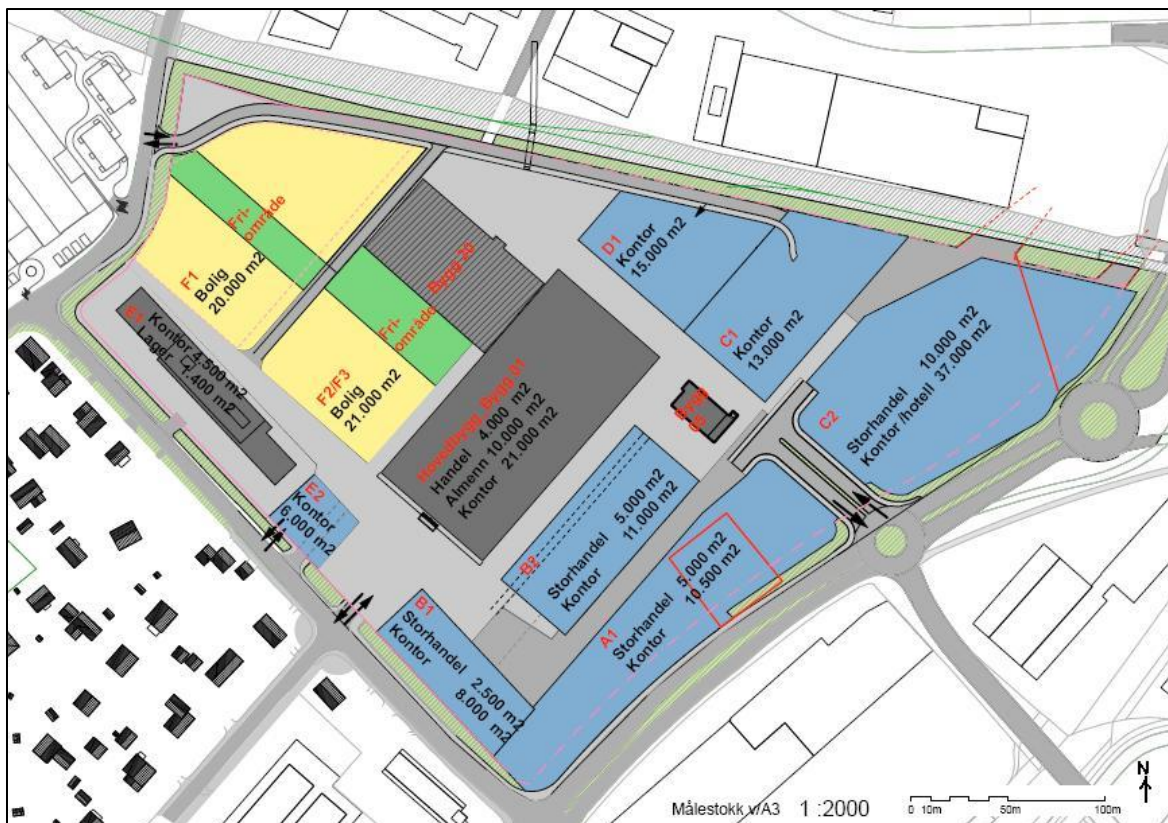 F1
Bolig
20.000 m2
Fri-
område
Fri-
område
Bygg 20
F2/F3
Bolig
21.000 m2
E1
Kontor 4.500 m2
Lager 1.400 m2
E2
Kontor
6.000 m2
Hovedbygg, Bygg 01
Handel 4.000 m2
Almenn 10.000 m2
Kontor 21.000 m2
D1
Kontor
15.000 m2
C1
Kontor
13.000 m2
C2
Storhandel 10.000 m2
Kontor /hotell 37.000 m2
Bygg
B2
Storhandel 5.000 m2
Kontor 11.000 m2
A1
Storhandel 5.000 m2
Kontor 10.500 m2
B1
Storhandel 2.500 m2
Kontor 8.000 m2
Målestokk v/A3 1 :2000
0 10m 50m 100m
N